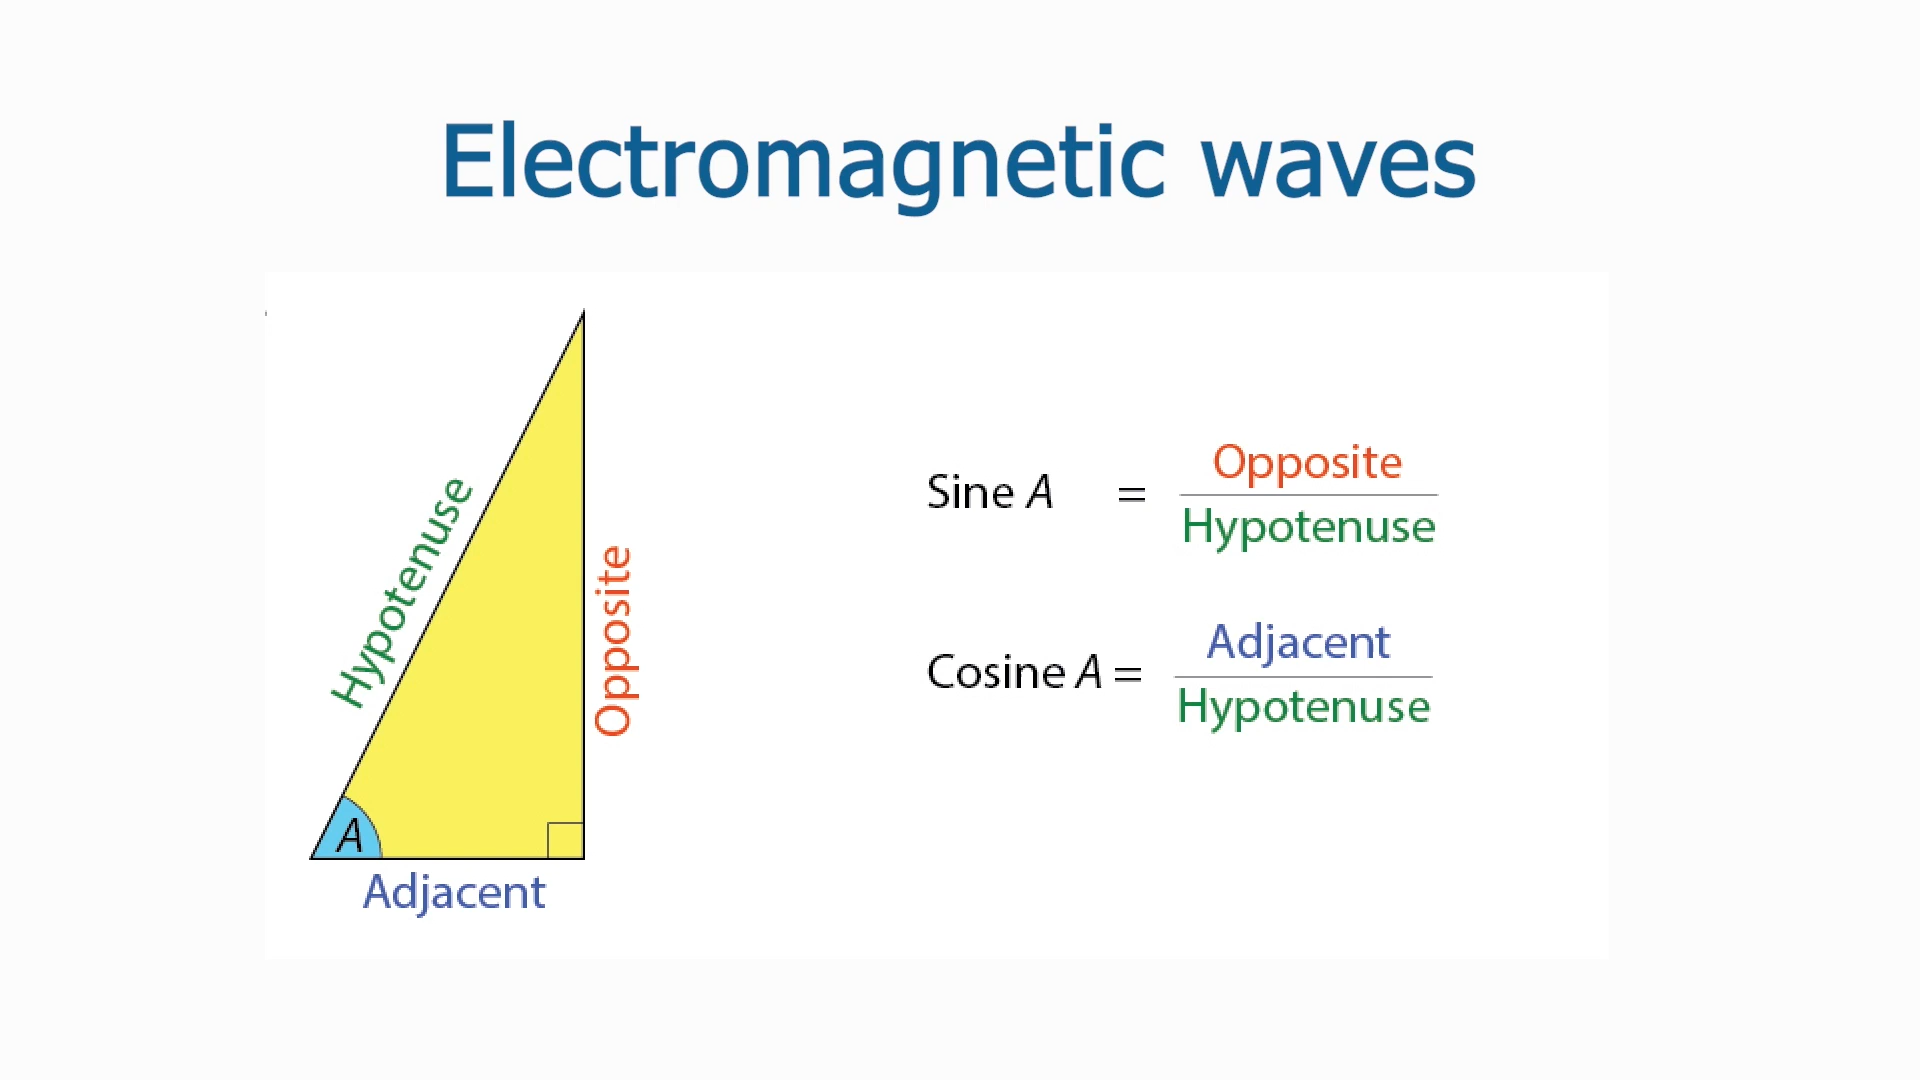 Electromagnetic waves
Hypotenuse
Opposite
A
Adjacent
Sine A = Opposite
Hypotenuse
Cosine A = Adjacent
Hypotenuse